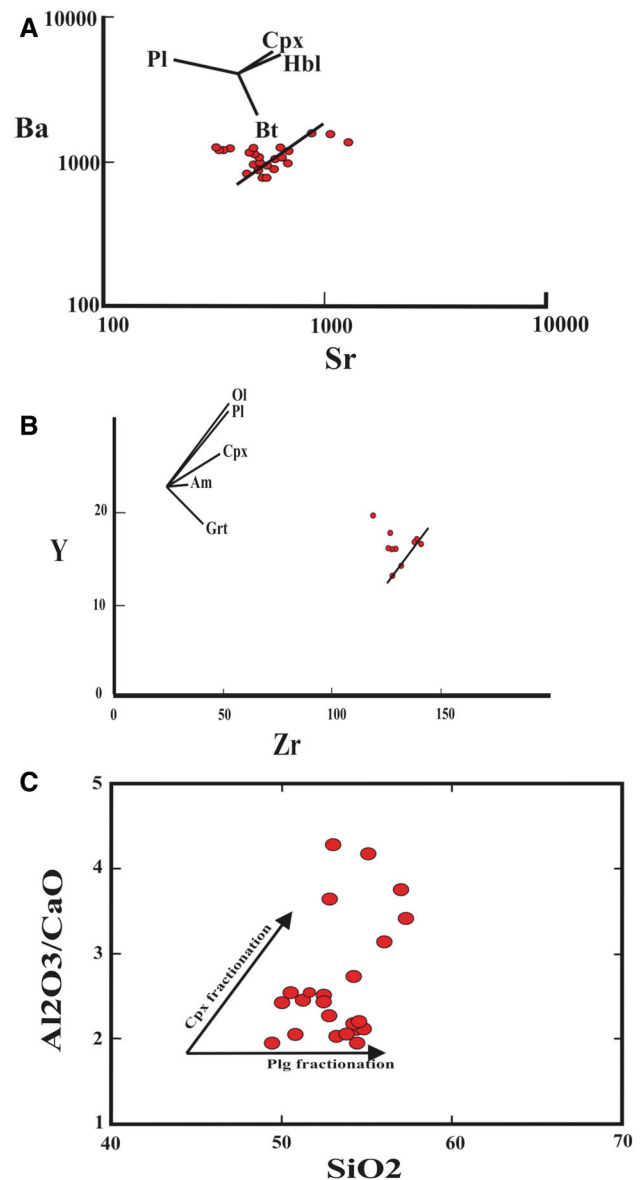 A
10000
Cpx
Pl
Hbl
Ba
Bt
1000
100
100
1000
10000
Sr
B
Ol
Pl
Cpx
Am
Grt
20
Y
10
0
0
50
100
150
Zr
C
5
4
Al2O3/CaO
3
Cpx fractionation
2
Plg fractionation
1
40
50
60
70
SiO2